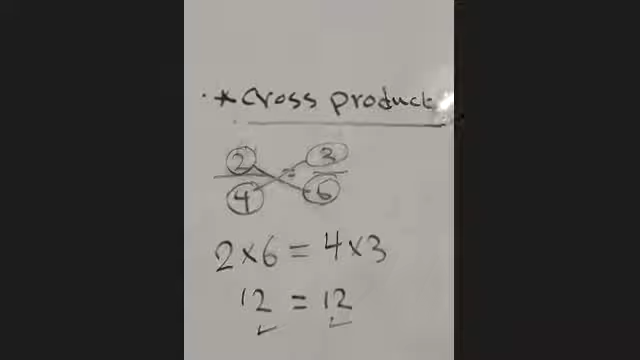 * Cross product
2/4 = 3/6
2×6 = 4×3
12 = 12